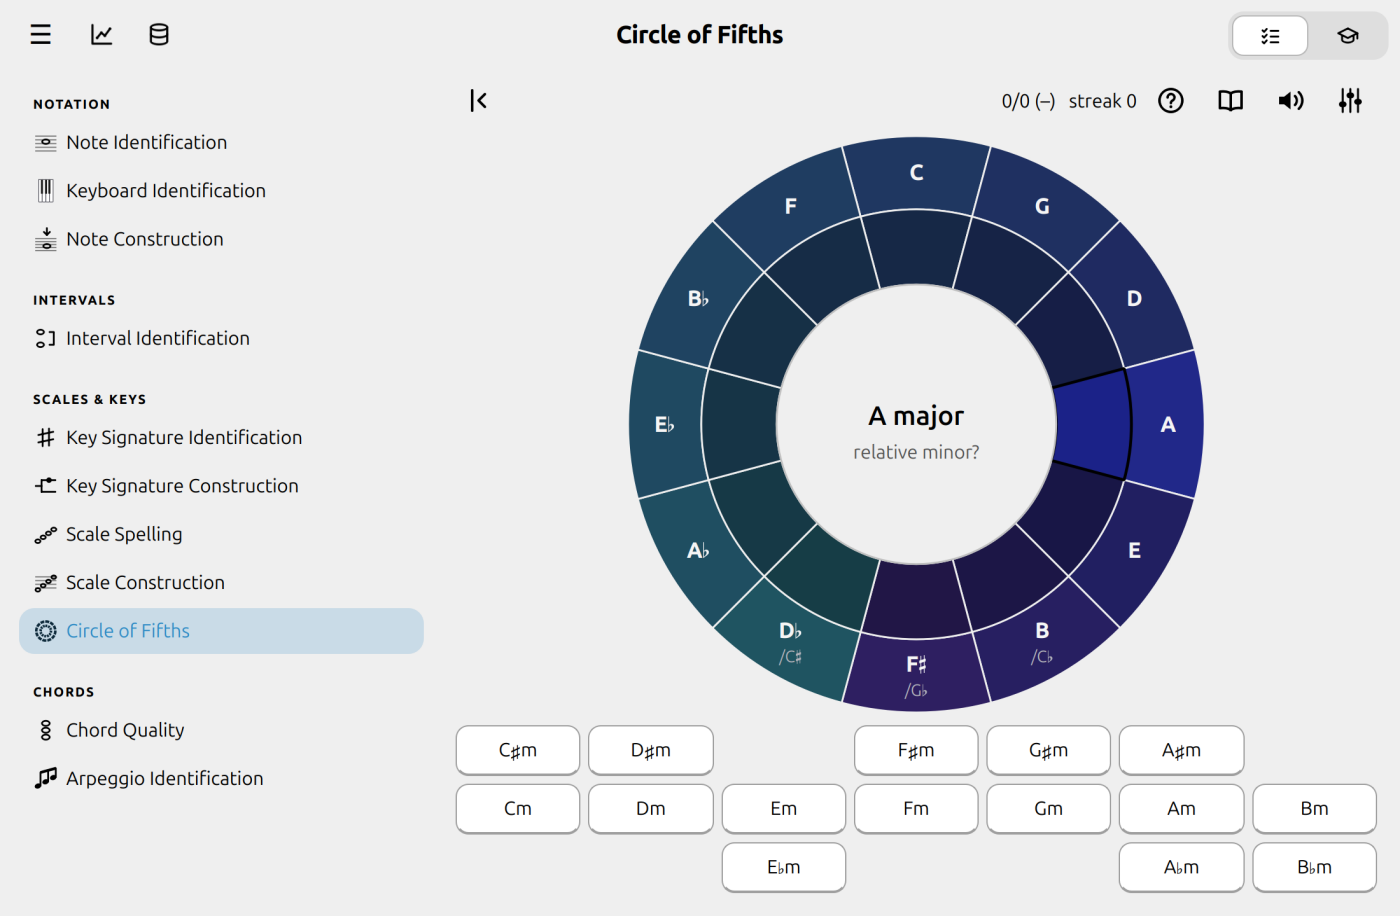 Circle of Fifths
NOTATION
Note Identification
Keyboard Identification
Note Construction
INTERVALS
Interval Identification
SCALES & KEYS
Key Signature Identification
Key Signature Construction
Scale Spelling
Scale Construction
Circle of Fifths
CHORDS
Chord Quality
Arpeggio Identification
0/0 (–) streak 0
C
G
D
A
E
B
/C♭
F♯
/G♭
D♭
/C♯
A♭
E♭
B♭
F
A major
relative minor?
C♯m D♯m F♯m G♯m A♯m
Cm Dm Em Fm Gm Am Bm
E♭m A♭m B♭m